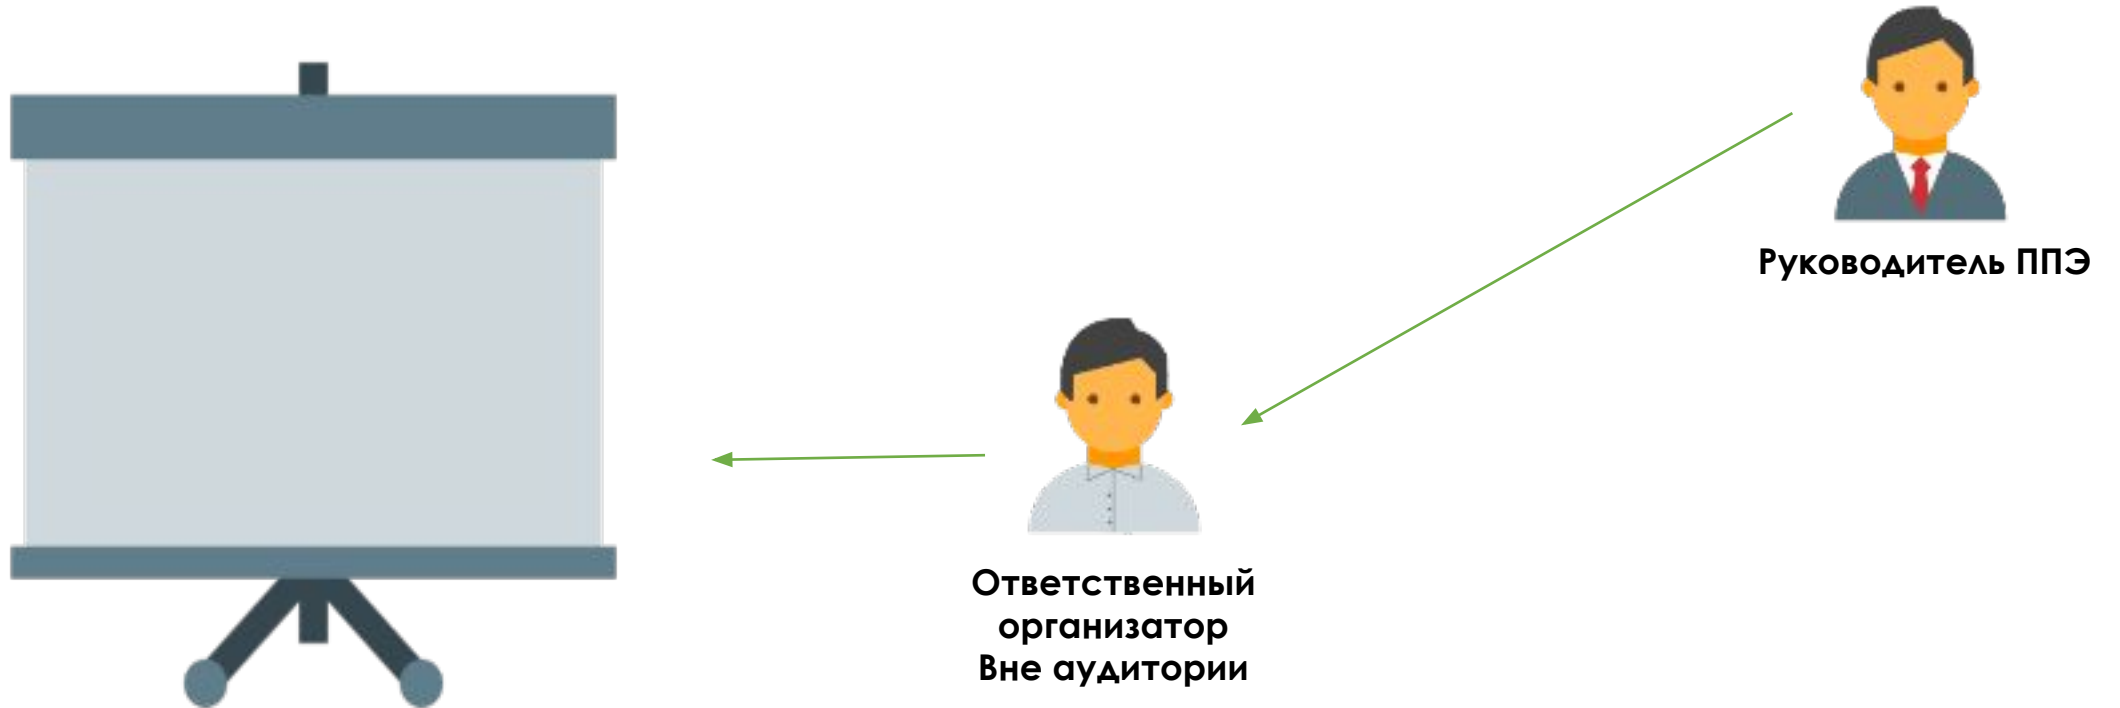 Руководитель ППЭ
Ответственный
организатор
Вне аудитории